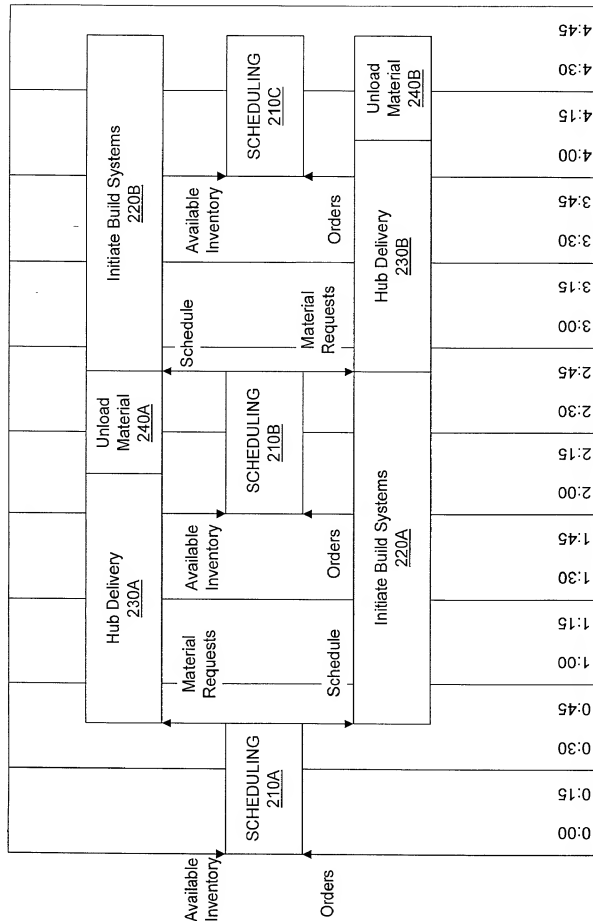 Available
Inventory
Orders
SCHEDULING
210A
Material
Requests
Schedule
Hub Delivery
230A
Initiate Build Systems
220A
Available
Inventory
Orders
SCHEDULING
210B
Unload
Material
240A
Schedule
Material
Requests
Initiate Build Systems
220B
Hub Delivery
230B
Available
Inventory
Orders
SCHEDULING
210C
Unload
Material
240B
0:00
0:15
0:30
0:45
1:00
1:15
1:30
1:45
2:00
2:15
2:30
2:45
3:00
3:15
3:30
3:45
4:00
4:15
4:30
4:45